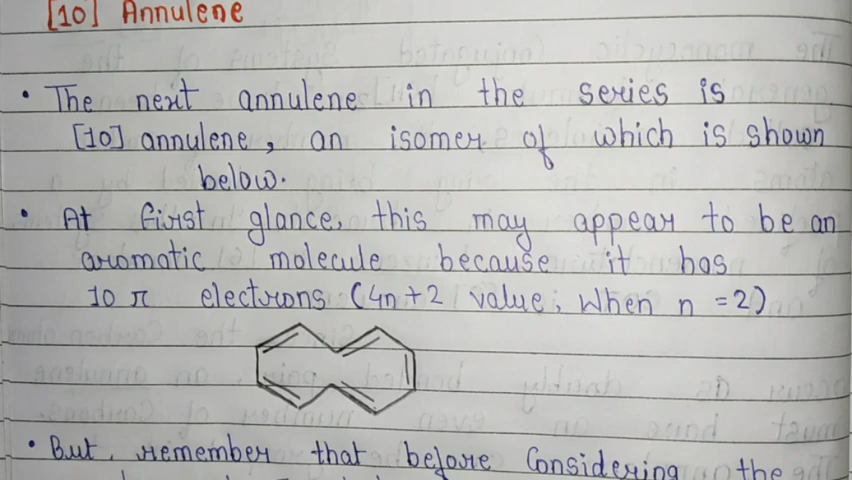 [10] Annulene
• The next annulene in the series is
[10] annulene, an isomer of which is shown
below.
• At first glance, this may appear to be an
aromatic molecule because it has
10 π electrons (4n+2 value, When n = 2)
• But, remember that before Considering the